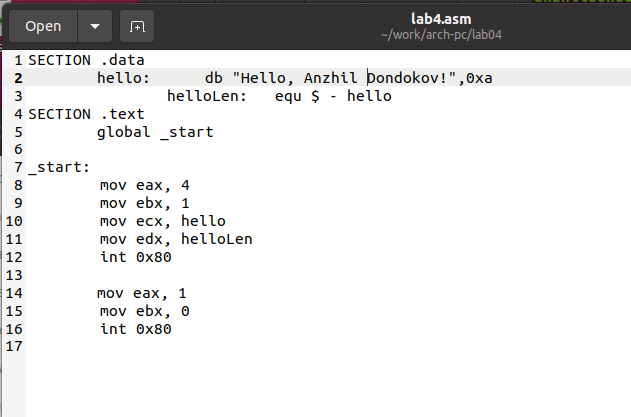 Open
lab4.asm
~/work/arch-pc/lab04
1 SECTION .data
2 hello: db "Hello, Anzhil Dondokov!",0xa
3 helloLen: equ $ - hello
4 SECTION .text
5 global _start
6
7 _start:
8 mov eax, 4
9 mov ebx, 1
10 mov ecx, hello
11 mov edx, helloLen
12 int 0x80
13
14 mov eax, 1
15 mov ebx, 0
16 int 0x80
17